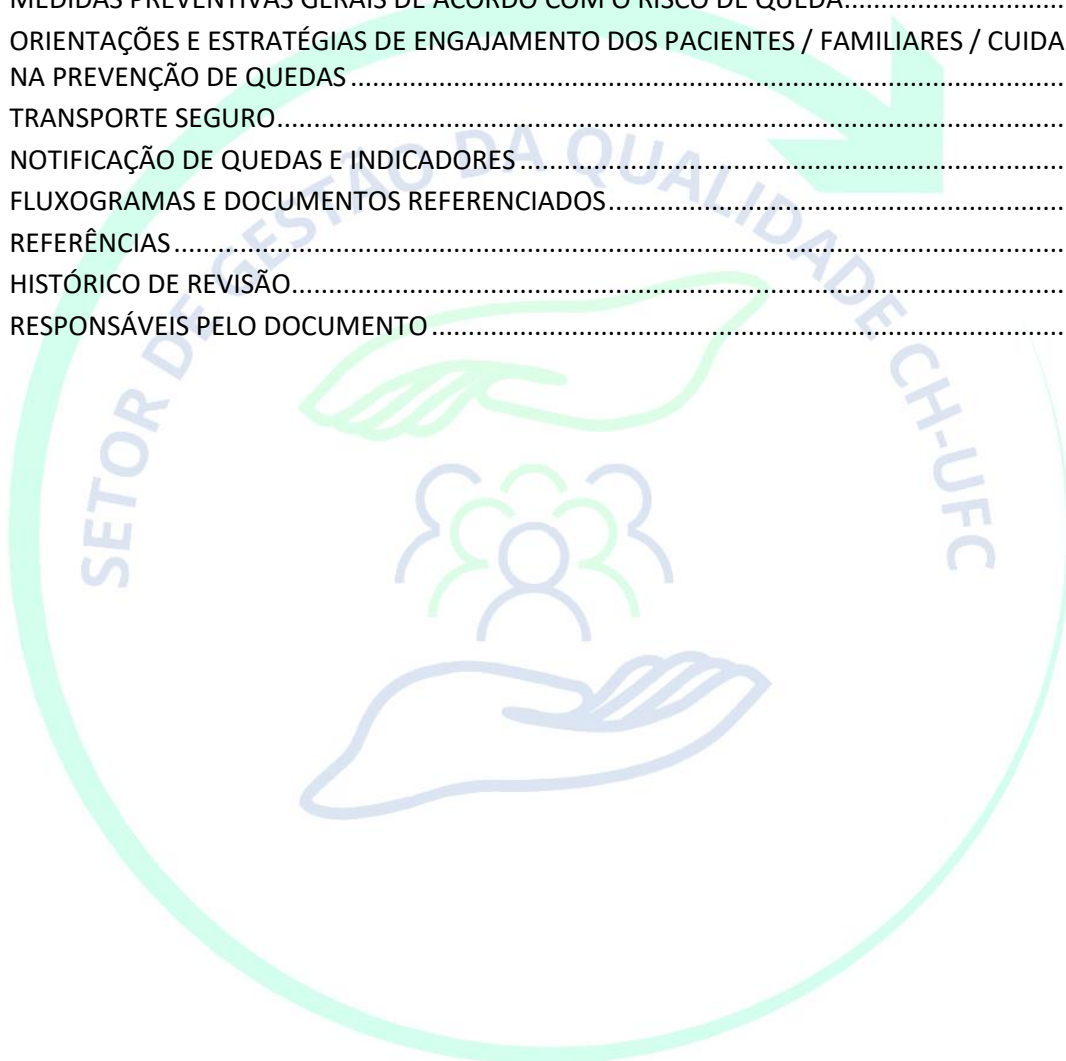 MEDIDAS PREVENTIVAS GERAIS DE ACORDO COM O RISCO DE QUEDA
ORIENTAÇÕES E ESTRATÉGIAS DE ENGAJAMENTO DOS PACIENTES / FAMILIARES / CUIDA
NA PREVENÇÃO DE QUEDAS
TRANSPORTE SEGURO
NOTIFICAÇÃO DE QUEDAS E INDICADORES
FLUXOGRAMAS E DOCUMENTOS REFERENCIADOS
REFERÊNCIAS
HISTÓRICO DE REVISÃO
RESPONSÁVEIS PELO DOCUMENTO
SETOR DE GESTÃO DA QUALIDADE CH-UFC